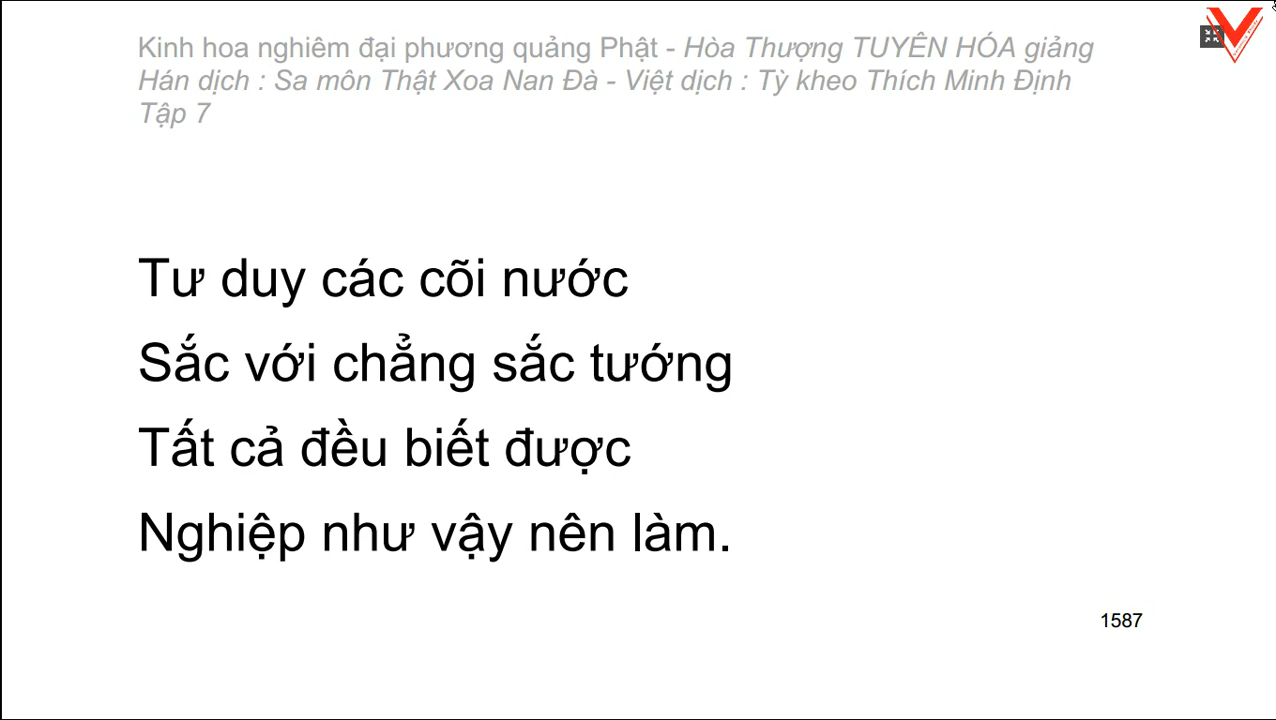 Kinh hoa nghiêm đại phương quảng Phật - Hòa Thượng TUYÊN HÓA giảng
Hán dịch : Sa môn Thật Xoa Nan Đà - Việt dịch : Tỳ kheo Thích Minh Định
Tập 7
Tư duy các cõi nước
Sắc với chẳng sắc tướng
Tất cả đều biết được
Nghiệp như vậy nên làm.
1587